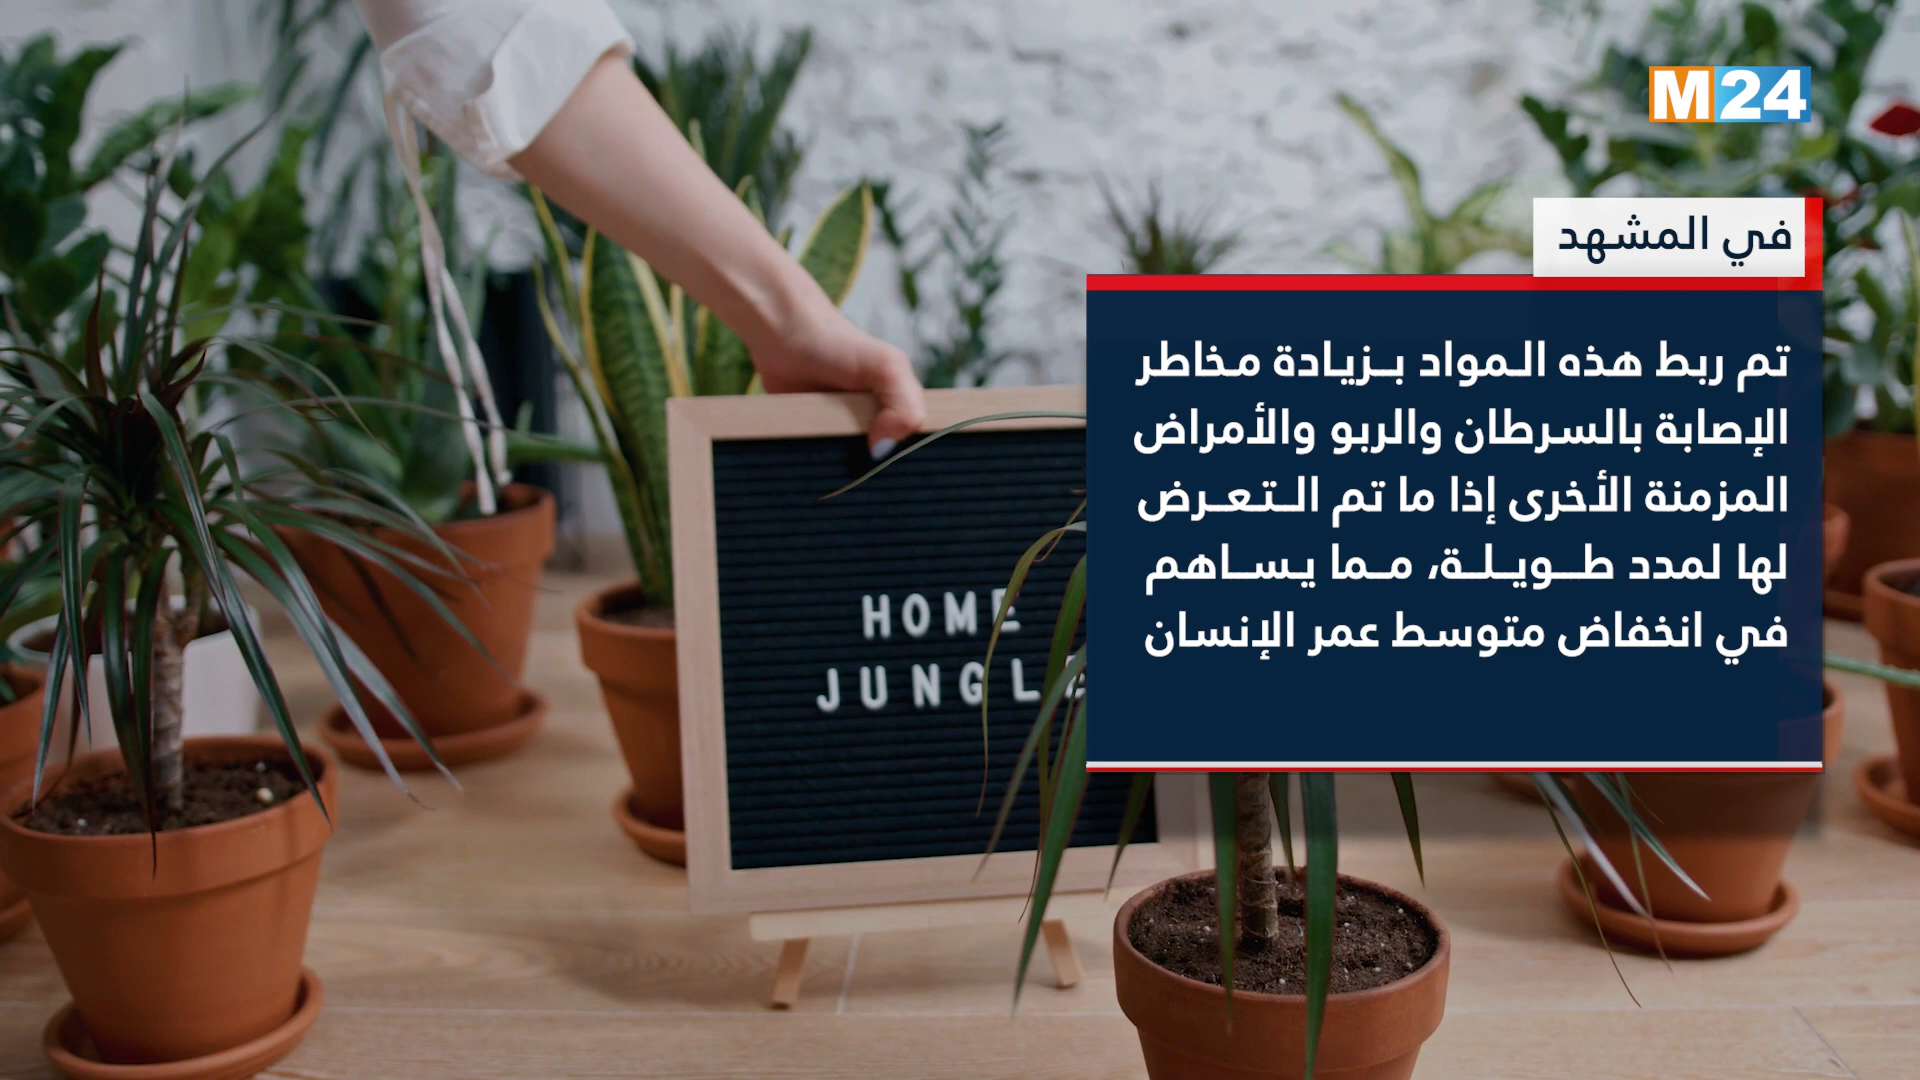 M24
في المشهد
تم ربط هذه المواد بزيادة مخاطر
الإصابة بالسرطان والربو والأمراض
المزمنة الأخرى إذا ما تم التعرض
لها لمدد طويلة، مما يساهم
في انخفاض متوسط عمر الإنسان
HOME
JUNGLE